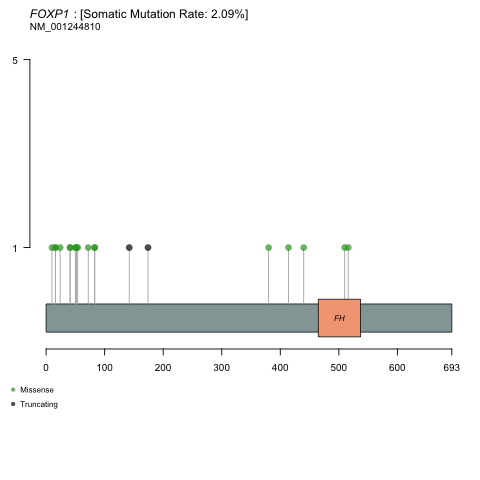 FOXP1 : [Somatic Mutation Rate: 2.09%]
NM_001244810
5
1
FH
0 100 200 300 400 500 600 693
Missense
Truncating